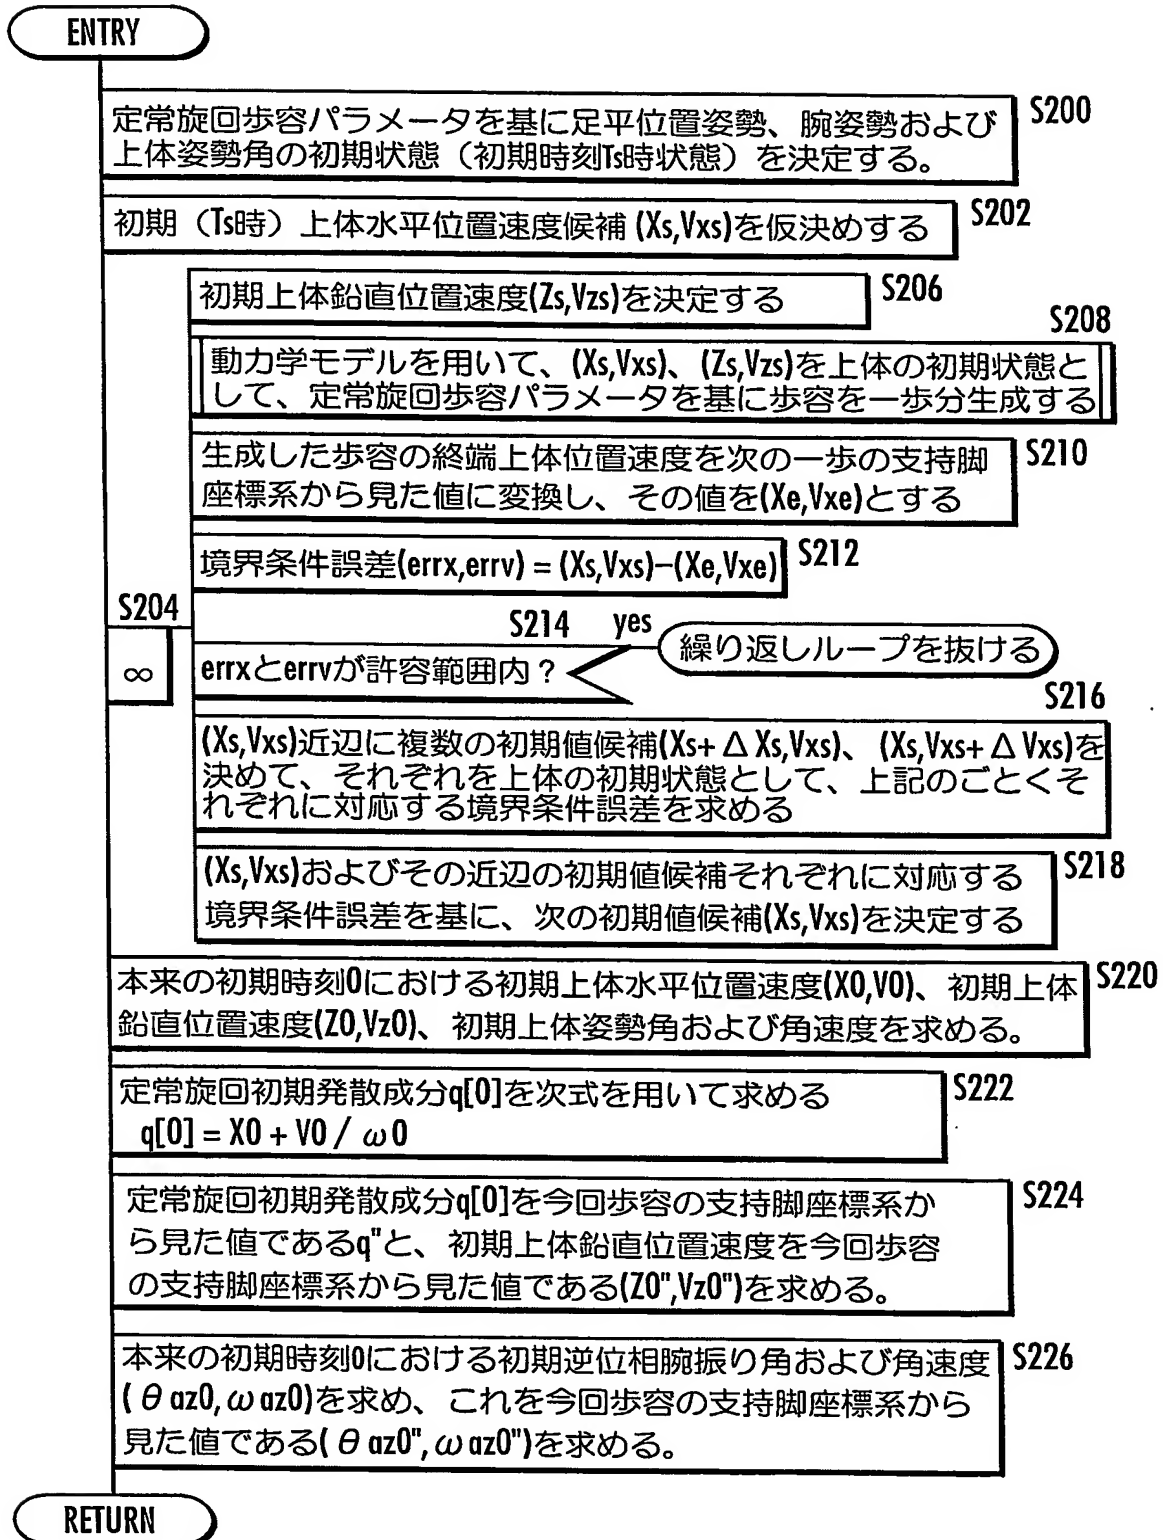 ENTRY
S200
定常旋回歩容パラメータを基に足平位置姿勢、腕姿勢および
上体姿勢角の初期状態（初期時刻Ts時状態）を決定する。
S202
初期（Ts時）上体水平位置速度候補 (Xs,Vxs)を仮決めする
S206
初期上体鉛直位置速度(Zs,Vzs)を決定する
S208
動力学モデルを用いて、(Xs,Vxs)、(Zs,Vzs)を上体の初期状態と
して、定常旋回歩容パラメータを基に歩容を一歩分生成する
S210
生成した歩容の終端上体位置速度を次の一歩の支持脚
座標系から見た値に変換し、その値を(Xe,Vxe)とする
S212
境界条件誤差(errx,errv) = (Xs,Vxs)−(Xe,Vxe)
S204
∞
S214
yes
errxとerrvが許容範囲内？
繰り返しループを抜ける
S216
(Xs,Vxs)近辺に複数の初期値候補(Xs+ Δ Xs,Vxs)、(Xs,Vxs+ Δ Vxs)を
決めて、それぞれを上体の初期状態として、上記のごとくそ
れぞれに対応する境界条件誤差を求める
S218
(Xs,Vxs)およびその近辺の初期値候補それぞれに対応する
境界条件誤差を基に、次の初期値候補(Xs,Vxs)を決定する
S220
本来の初期時刻0における初期上体水平位置速度(X0,V0)、初期上体
鉛直位置速度(Z0,Vz0)、初期上体姿勢角および角速度を求める。
S222
定常旋回初期発散成分q[0]を次式を用いて求める
q[0] = X0 + V0 / ω0
S224
定常旋回初期発散成分q[0]を今回歩容の支持脚座標系か
ら見た値であるq"と、初期上体鉛直位置速度を今回歩容
の支持脚座標系から見た値である(Z0",Vz0")を求める。
S226
本来の初期時刻0における初期逆位相腕振り角および角速度
( θ az0, ω az0)を求め、これを今回歩容の支持脚座標系から
見た値である( θ az0", ω az0")を求める。
RETURN